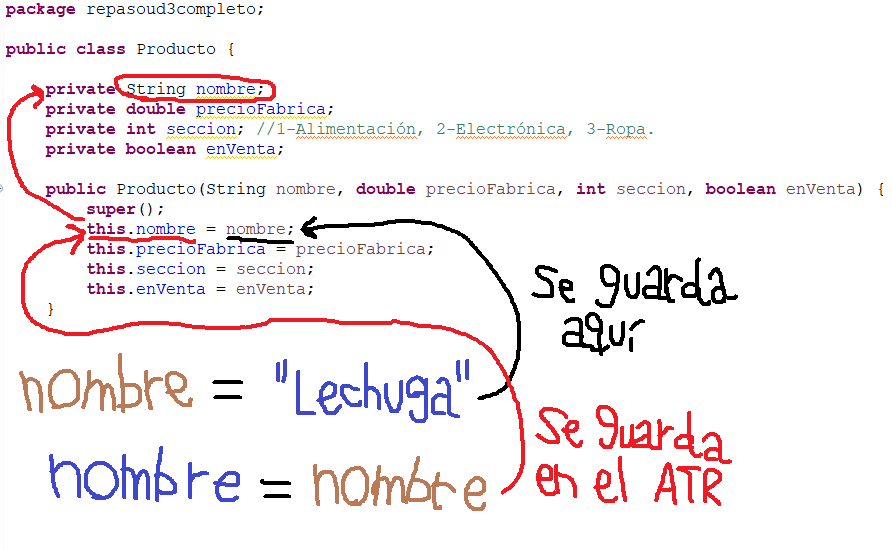 package repasoud3completo;
public class Producto {
private String nombre;
private double precioFabrica;
private int seccion; //1-Alimentación, 2-Electrónica, 3-Ropa.
private boolean enVenta;
public Producto(String nombre, double precioFabrica, int seccion, boolean enVenta) {
super();
this.nombre = nombre;
this.precioFabrica = precioFabrica;
this.seccion = seccion;
this.enVenta = enVenta;
}
Se guarda
aquí
nombre = "Lechuga"
Se guarda
en el ATR
nombre = nombre